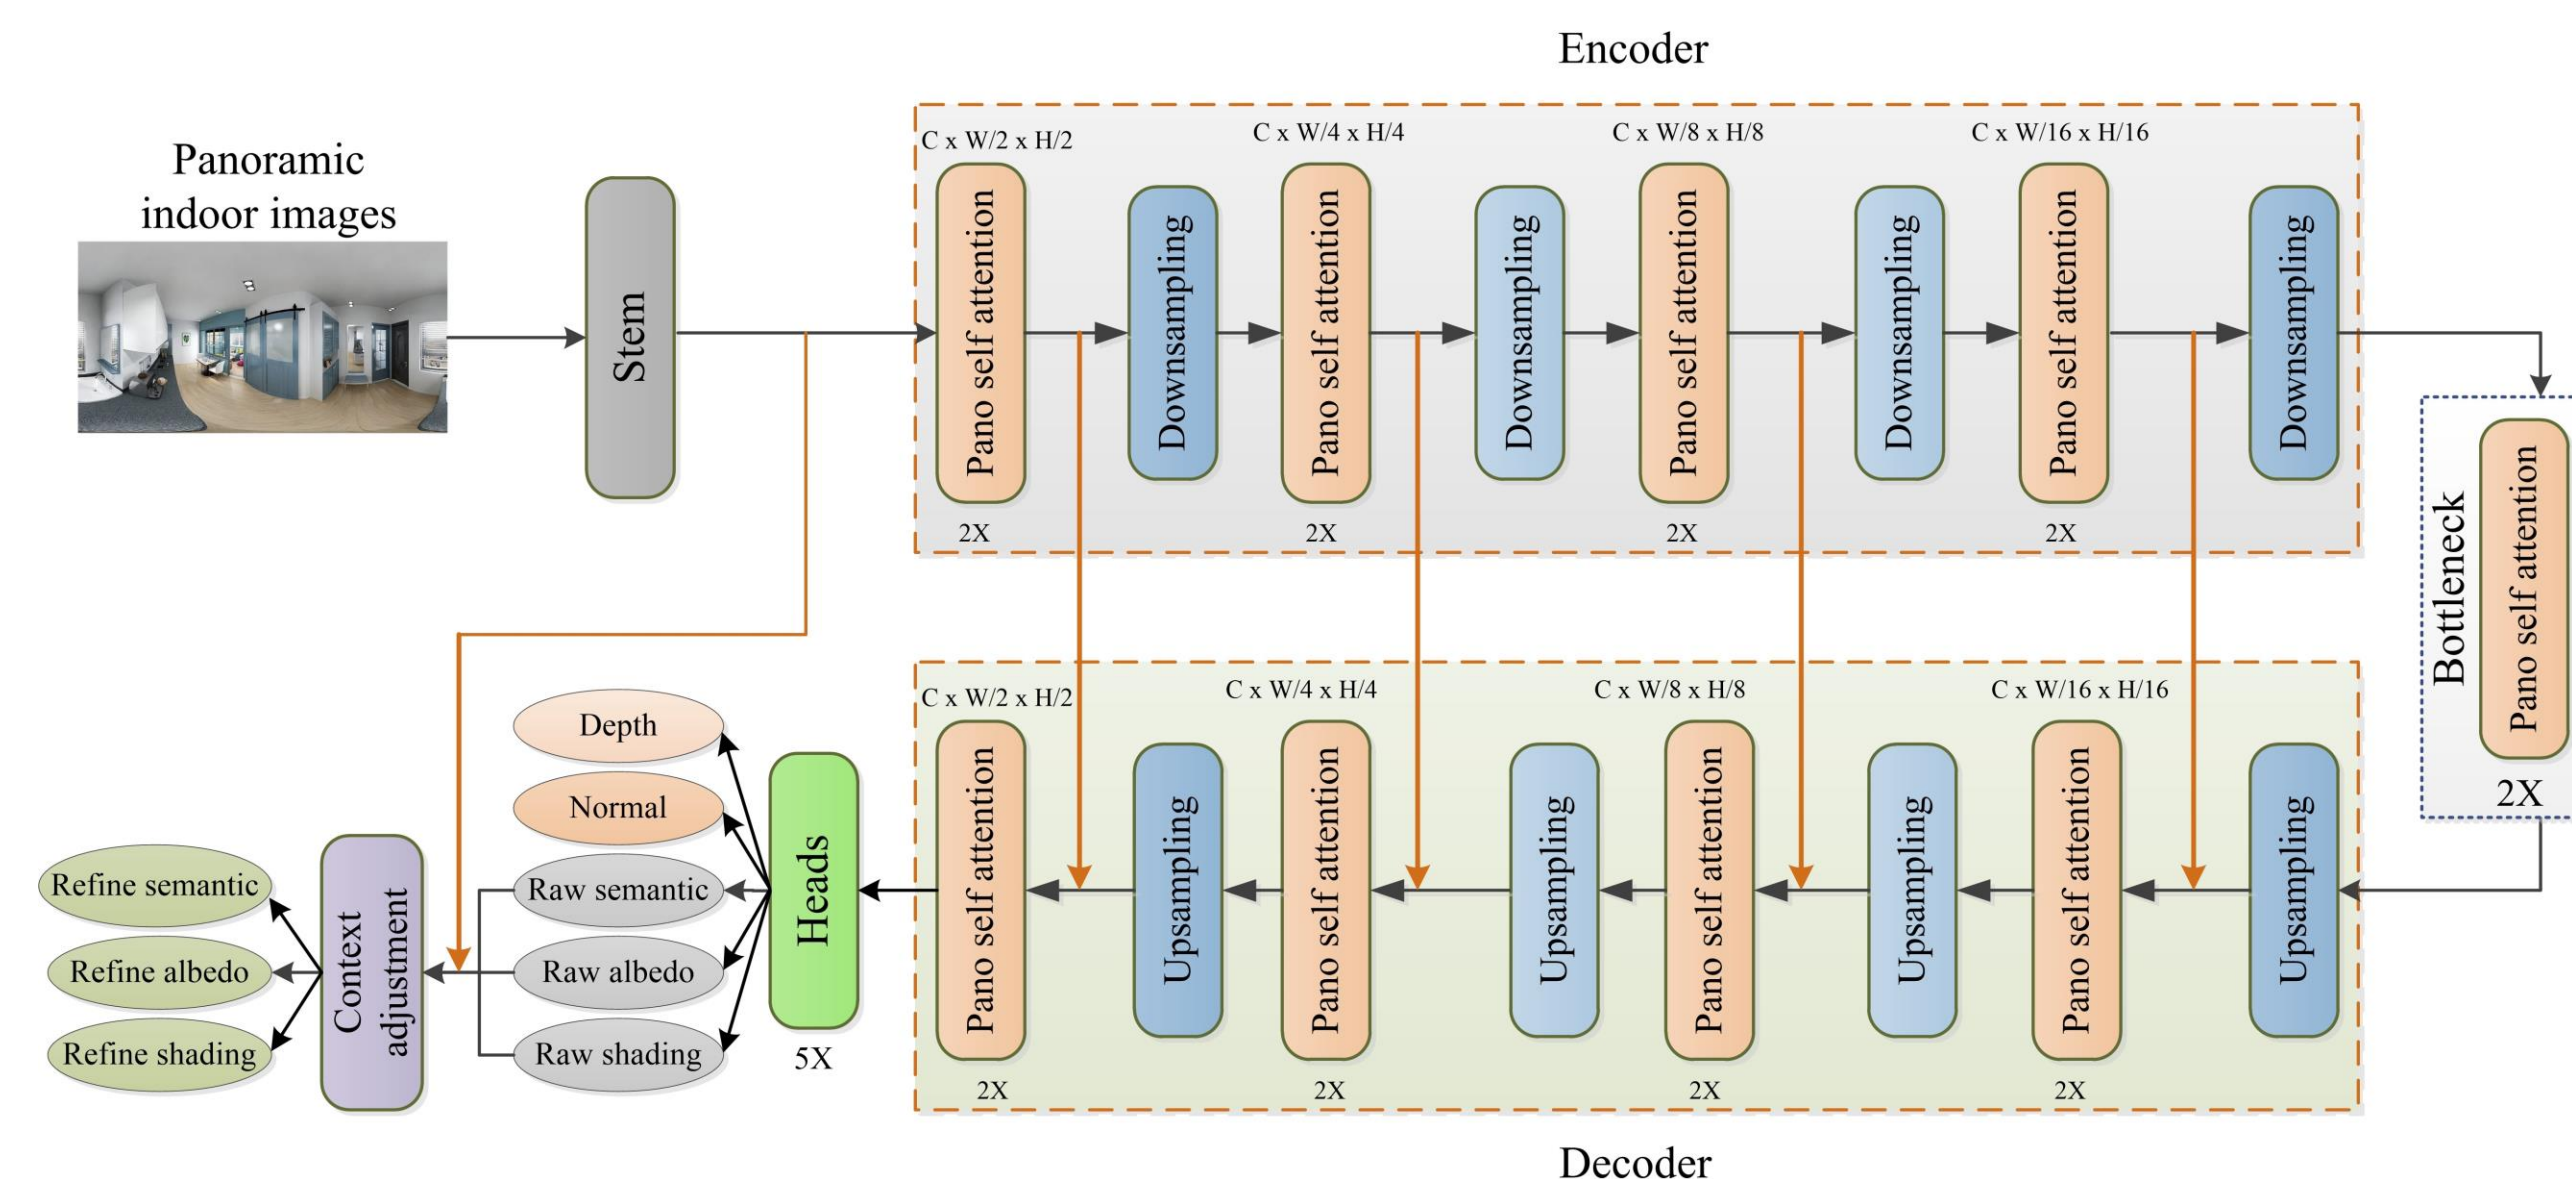 Encoder
Panoramic
indoor images
Stem
C x W/2 x H/2
C x W/4 x H/4
C x W/8 x H/8
C x W/16 x H/16
Pano self attention
Downsampling
Pano self attention
Downsampling
Pano self attention
Downsampling
Pano self attention
Downsampling
2X
2X
2X
2X
Bottleneck
Pano self attention
2X
C x W/2 x H/2
C x W/4 x H/4
C x W/8 x H/8
C x W/16 x H/16
Pano self attention
Upsampling
Pano self attention
Upsampling
Pano self attention
Upsampling
Pano self attention
Upsampling
2X
2X
2X
2X
Decoder
Heads
5X
Depth
Normal
Raw semantic
Raw albedo
Raw shading
Context
adjustment
Refine semantic
Refine albedo
Refine shading